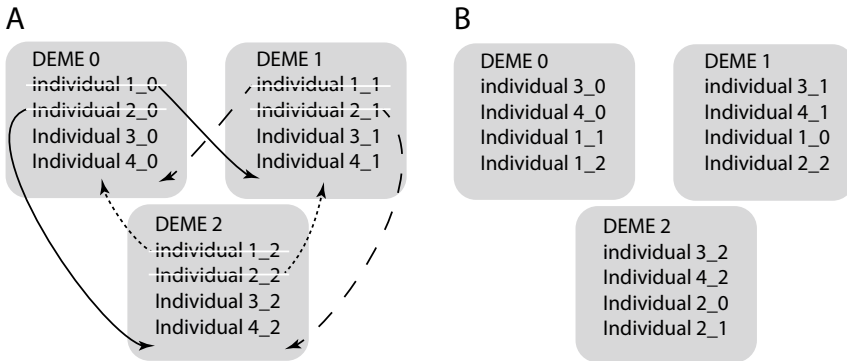 A
DEME 0
individual 1_0
Individual 2_0
Individual 3_0
Individual 4_0
DEME 1
individual 1_1
Individual 2_1
Individual 3_1
Individual 4_1
DEME 2
individual 1_2
Individual 2_2
Individual 3_2
Individual 4_2
B
DEME 0
individual 3_0
Individual 4_0
Individual 1_1
Individual 1_2
DEME 1
individual 3_1
Individual 4_1
Individual 1_0
Individual 2_2
DEME 2
individual 3_2
Individual 4_2
Individual 2_0
Individual 2_1